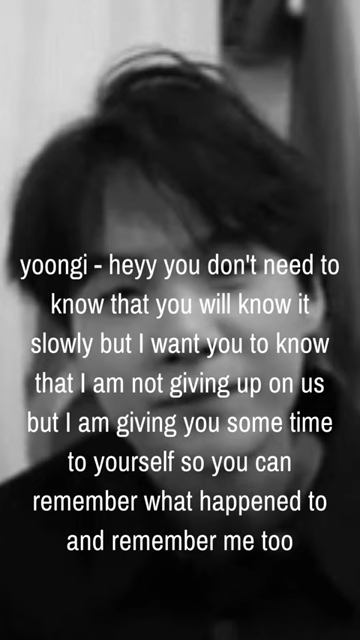 yoongi - heyy you don't need to
know that you will know it
slowly but I want you to know
that I am not giving up on us
but I am giving you some time
to yourself so you can
remember what happened to
and remember me too